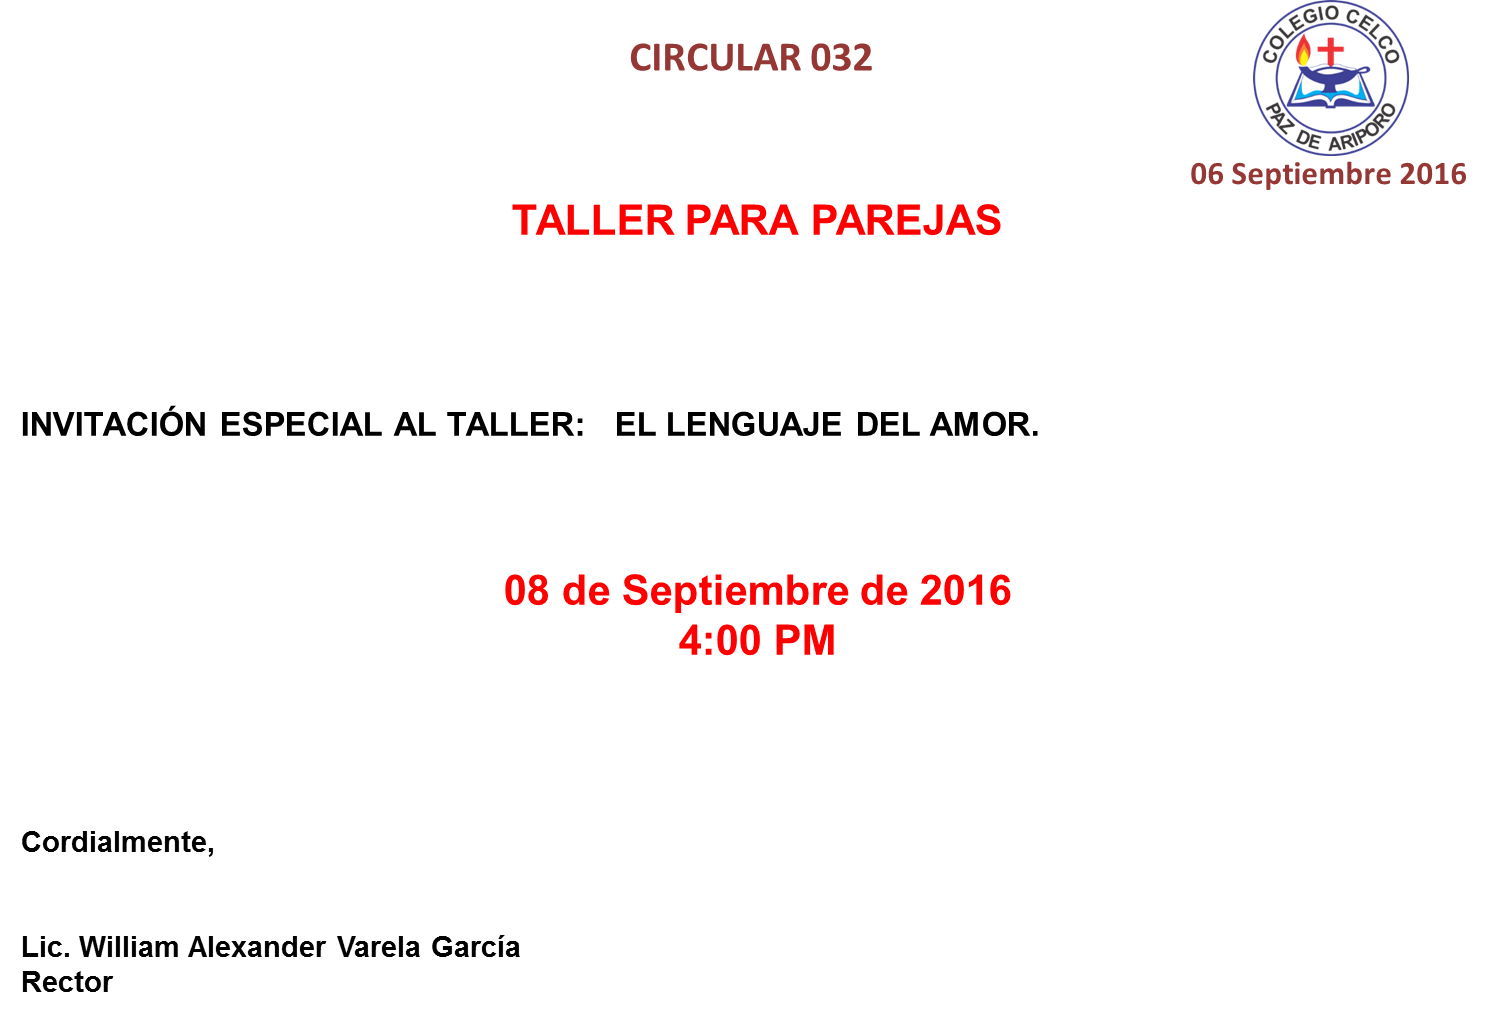 CIRCULAR 032
COLEGIO CELCO
PAZ DE ARIPORO
06 Septiembre 2016
TALLER PARA PAREJAS
INVITACIÓN ESPECIAL AL TALLER: EL LENGUAJE DEL AMOR.
08 de Septiembre de 2016
4:00 PM
Cordialmente,
Lic. William Alexander Varela García
Rector